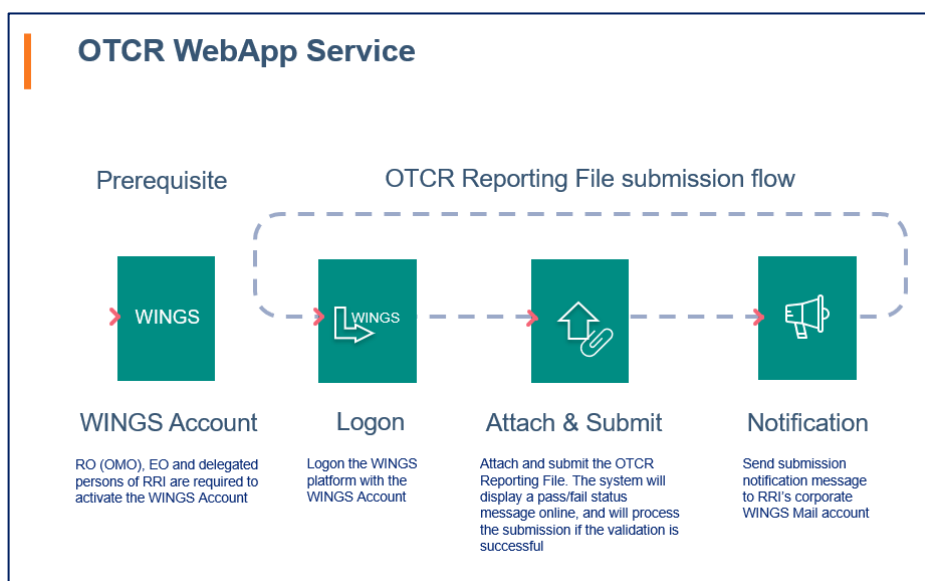 OTCR WebApp Service
Prerequisite
OTCR Reporting File submission flow
WINGS
WINGS
WINGS Account
RO (OMO), EO and delegated
persons of RRI are required to
activate the WINGS Account
Logon
Logon the WINGS
platform with the
WINGS Account
Attach & Submit
Attach and submit the OTCR
Reporting File. The system will
display a pass/fail status
message online, and will process
the submission if the validation is
successful
Notification
Send submission
notification message
to RRI's corporate
WINGS Mail account